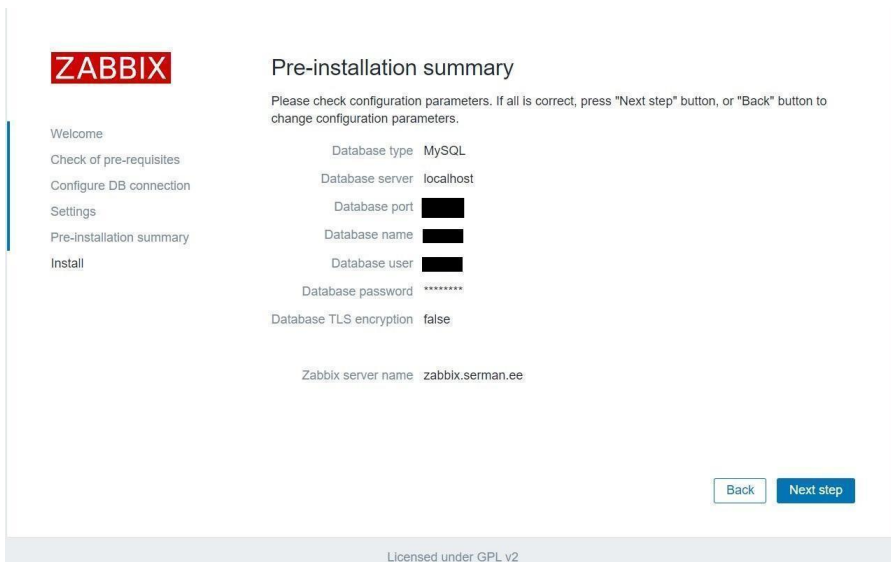 ZABBIX
Pre-installation summary
Please check configuration parameters. If all is correct, press "Next step" button, or "Back" button to
change configuration parameters.
Welcome
Check of pre-requisites
Configure DB connection
Settings
Pre-installation summary
Install
Database type MySQL
Database server localhost
Database port
Database name
Database user
Database password ********
Database TLS encryption false
Zabbix server name zabbix.serman.ee
Back Next step
Licensed under GPL v2